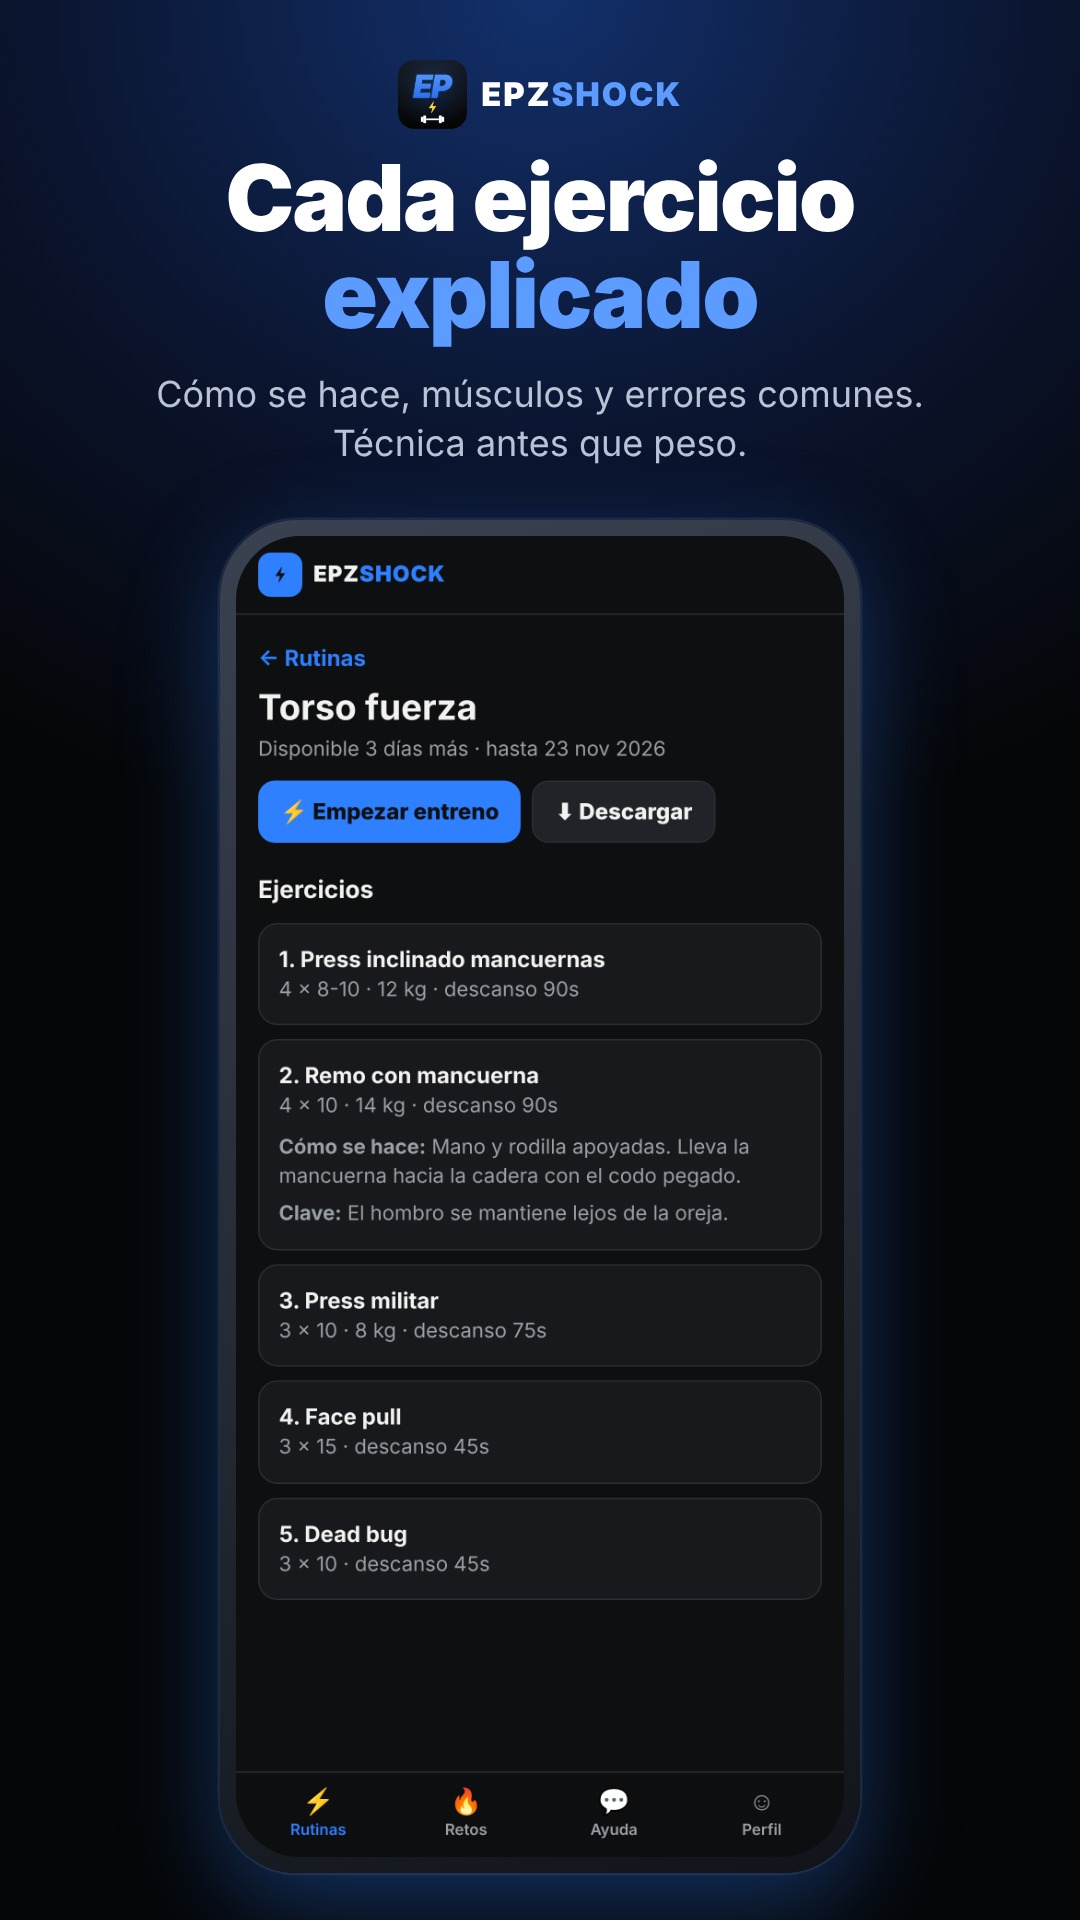 EP
EPZSHOCK
Cada ejercicio
explicado
Cómo se hace, músculos y errores comunes.
Técnica antes que peso.
EPZSHOCK
← Rutinas
Torso fuerza
Disponible 3 días más · hasta 23 nov 2026
⚡ Empezar entreno
⬇ Descargar
Ejercicios
1. Press inclinado mancuernas
4 × 8-10 · 12 kg · descanso 90s
2. Remo con mancuerna
4 × 10 · 14 kg · descanso 90s
Cómo se hace: Mano y rodilla apoyadas. Lleva la
mancuerna hacia la cadera con el codo pegado.
Clave: El hombro se mantiene lejos de la oreja.
3. Press militar
3 × 10 · 8 kg · descanso 75s
4. Face pull
3 × 15 · descanso 45s
5. Dead bug
3 × 10 · descanso 45s
Rutinas
Retos
Ayuda
Perfil